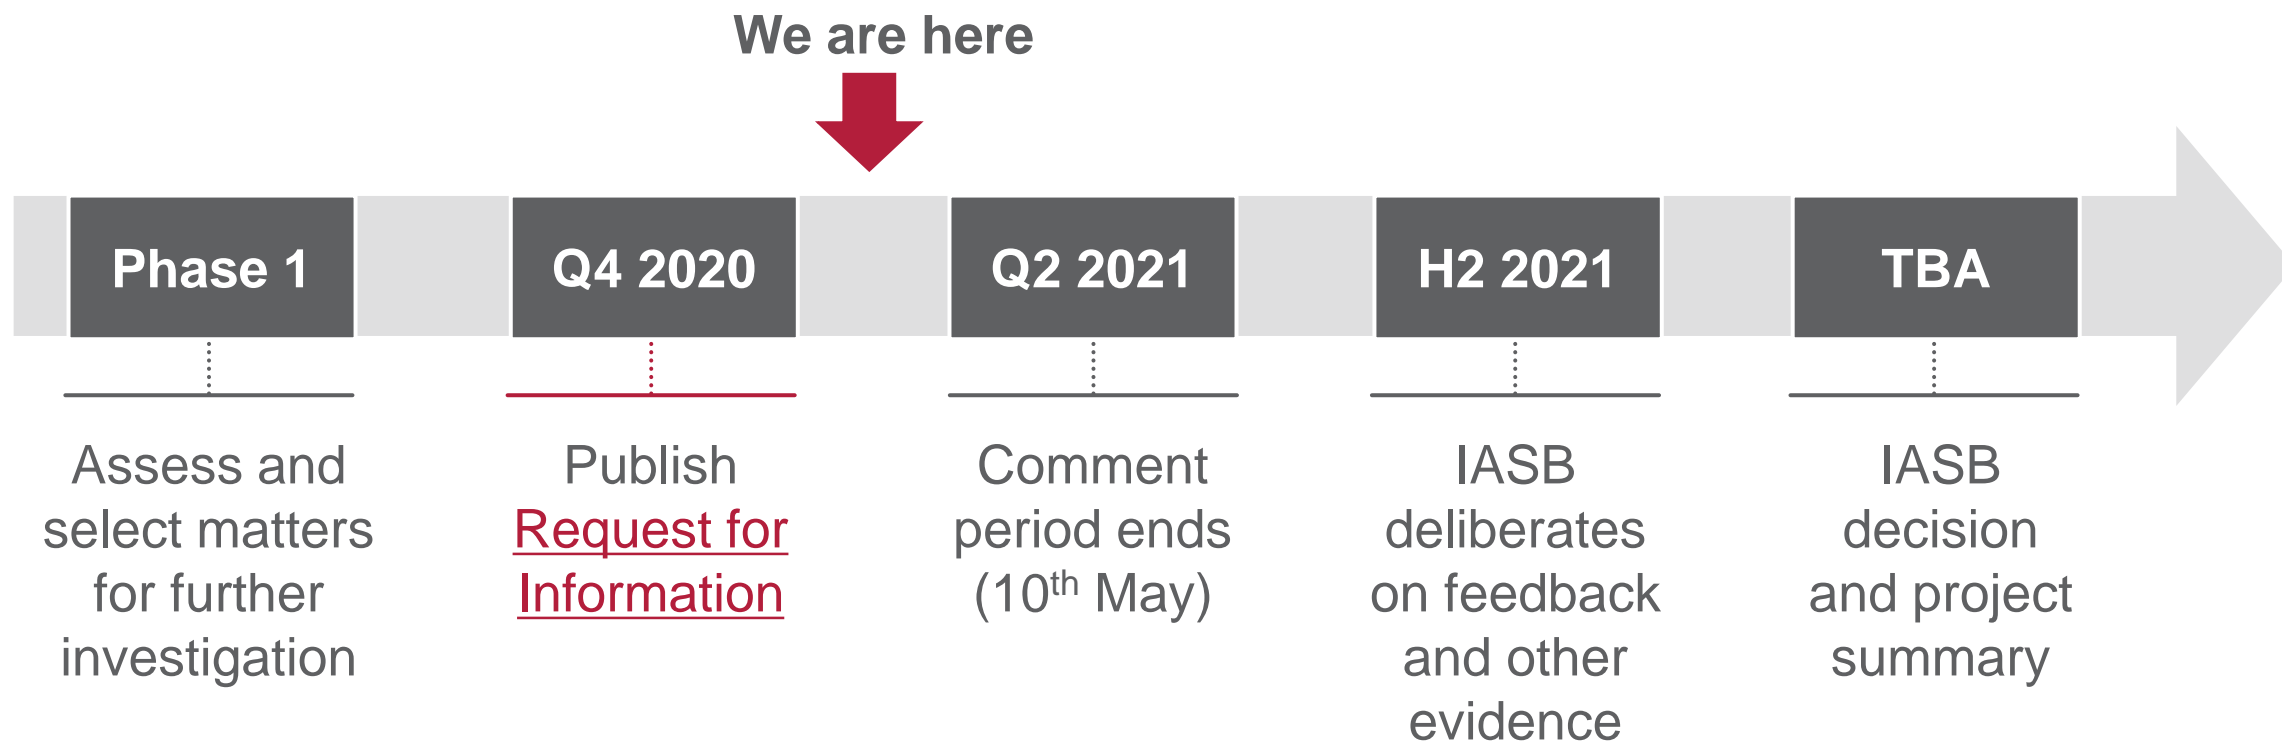 We are here
Phase 1
Q4 2020
Q2 2021
H2 2021
TBA
Assess and
select matters
for further
investigation
Publish
Request for
Information
Comment
period ends
(10th May)
IASB
deliberates
on feedback
and other
evidence
IASB
decision
and project
summary